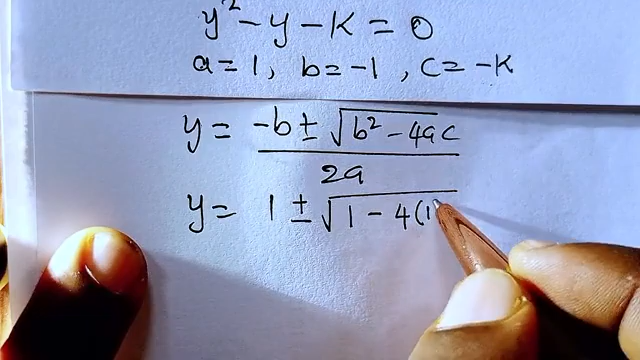 y² - y - K = 0
a = 1, b = -1, c = -K
y = -b ± √b² - 4ac
2a
y = 1 ± √1 - 4(1